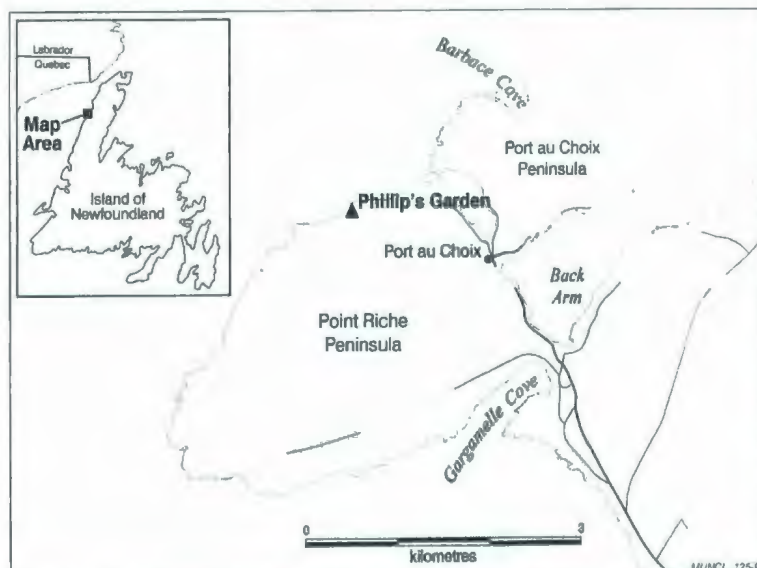 Labrador
Quebec
Map
Area
Island of
Newfoundland
Barbace Cove
Port au Choix
Peninsula
Phillip's Garden
Port au Choix
Back
Arm
Point Riche
Peninsula
Gargamelle Cove
0 3
kilometres
MUNCL